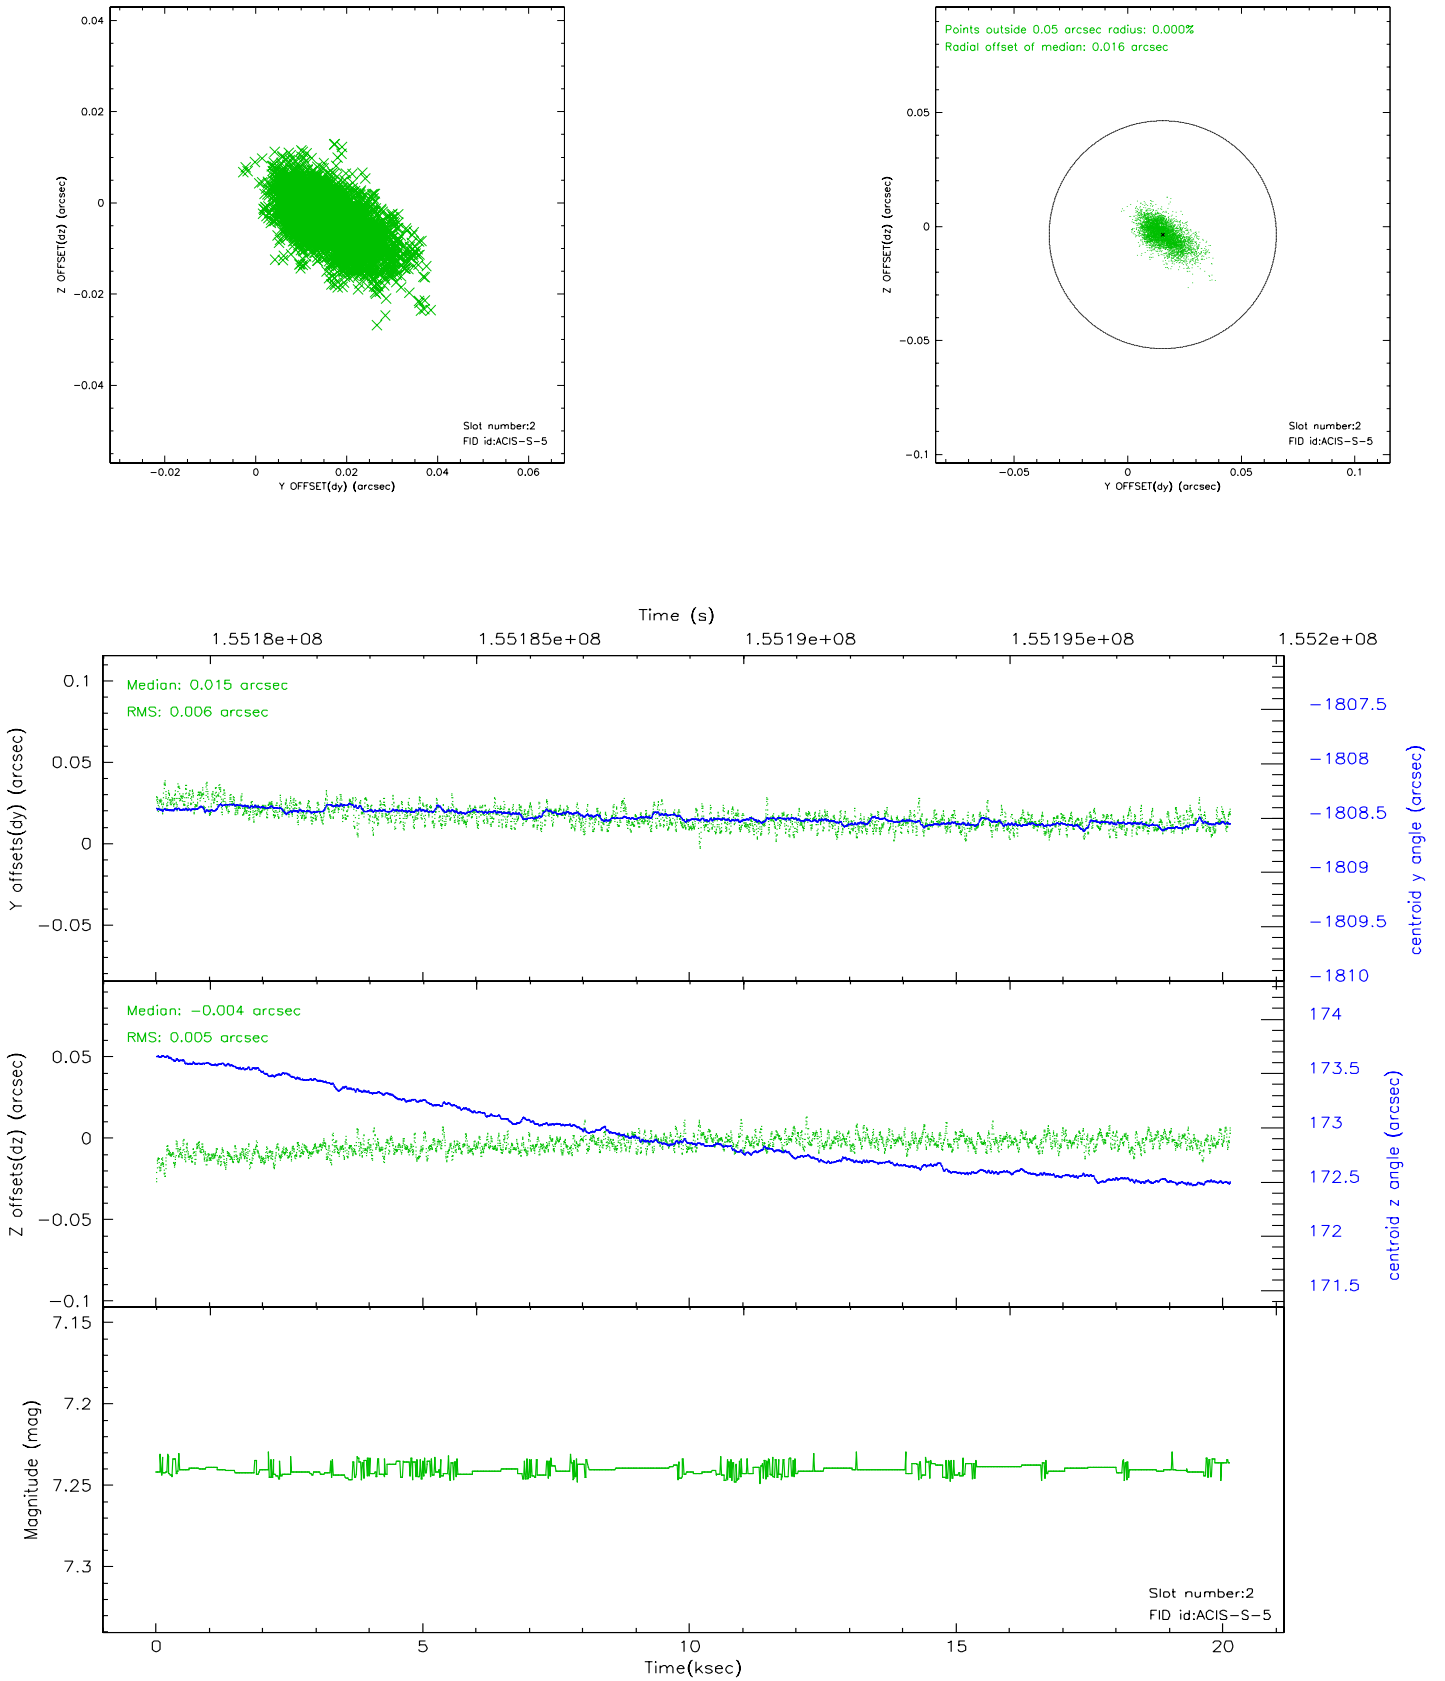 0.04
0.02
0
−0.02
−0.04
Z OFFSET(dz) (arcsec)
Slot number:2
FID id:ACIS−S−5
−0.02 0 0.02 0.04 0.06
Y OFFSET(dy) (arcsec)
Points outside 0.05 arcsec radius: 0.000%
Radial offset of median: 0.016 arcsec
0.05
0
−0.05
−0.1
Z OFFSET(dz) (arcsec)
Slot number:2
FID id:ACIS−S−5
−0.05 0 0.05 0.1
Y OFFSET(dy) (arcsec)
Time (s)
1.5518e+08 1.55185e+08 1.5519e+08 1.55195e+08 1.552e+08
Median: 0.015 arcsec
RMS: 0.006 arcsec
0.1
0.05
0
−0.05
Y offsets(dy) (arcsec)
−1807.5
−1808
−1808.5
−1809
−1809.5
−1810
centroid y angle (arcsec)
Median: −0.004 arcsec
RMS: 0.005 arcsec
0.05
0
−0.05
−0.1
Z offsets(dz) (arcsec)
174
173.5
173
172.5
172
171.5
centroid z angle (arcsec)
7.15
7.2
7.25
7.3
Magnitude (mag)
Slot number:2
FID id:ACIS−S−5
0 5 10 15 20
Time(ksec)